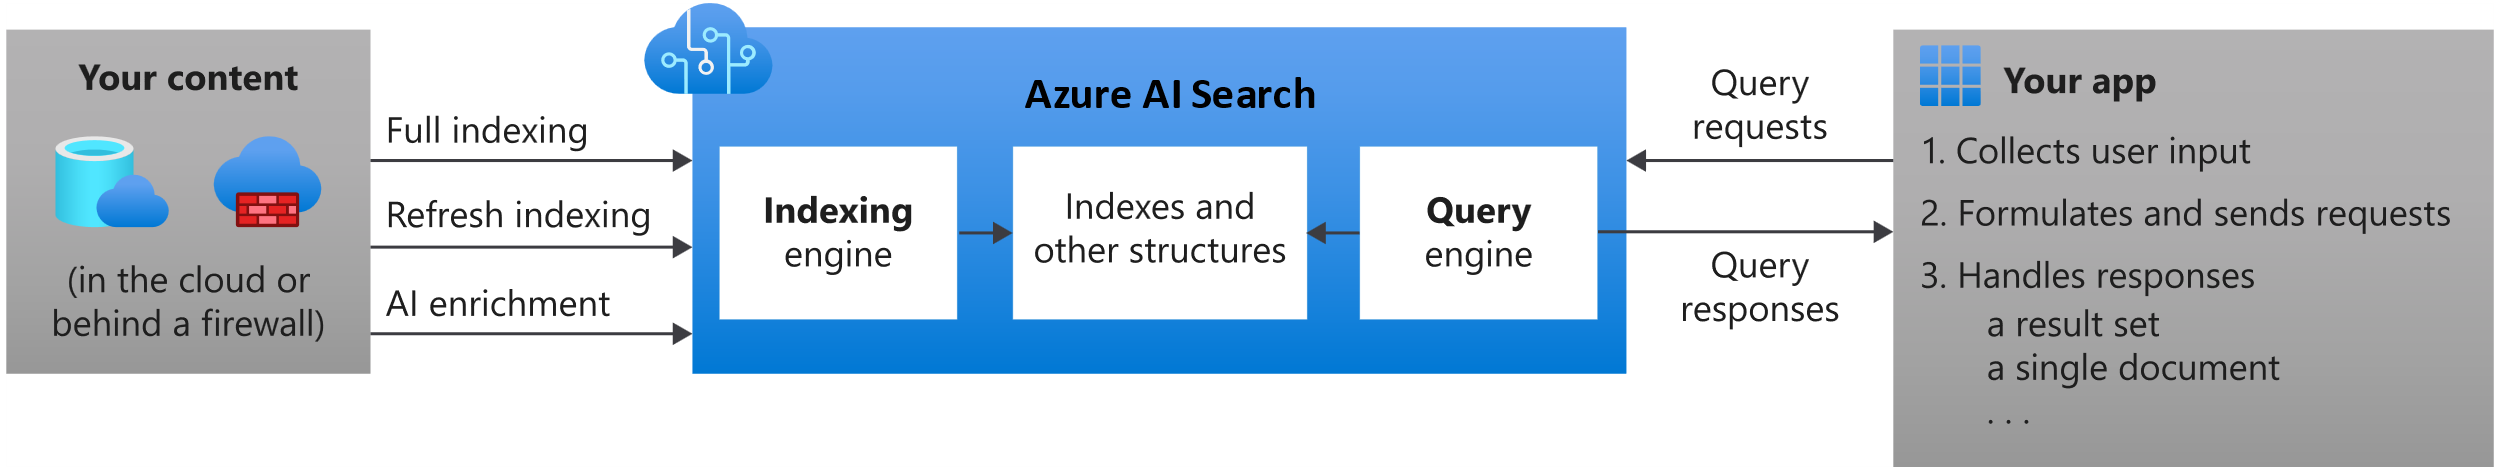 Your content
(in the cloud or
behind a firewall)
Full indexing
Refresh indexing
AI enrichment
Azure AI Search
Indexing
engine
Indexes and
other structures
Query
engine
Query
requests
Query
responses
Your app
1. Collects user input
2. Formulates and sends requests
3. Handles responses
a result set
a single document
. . .